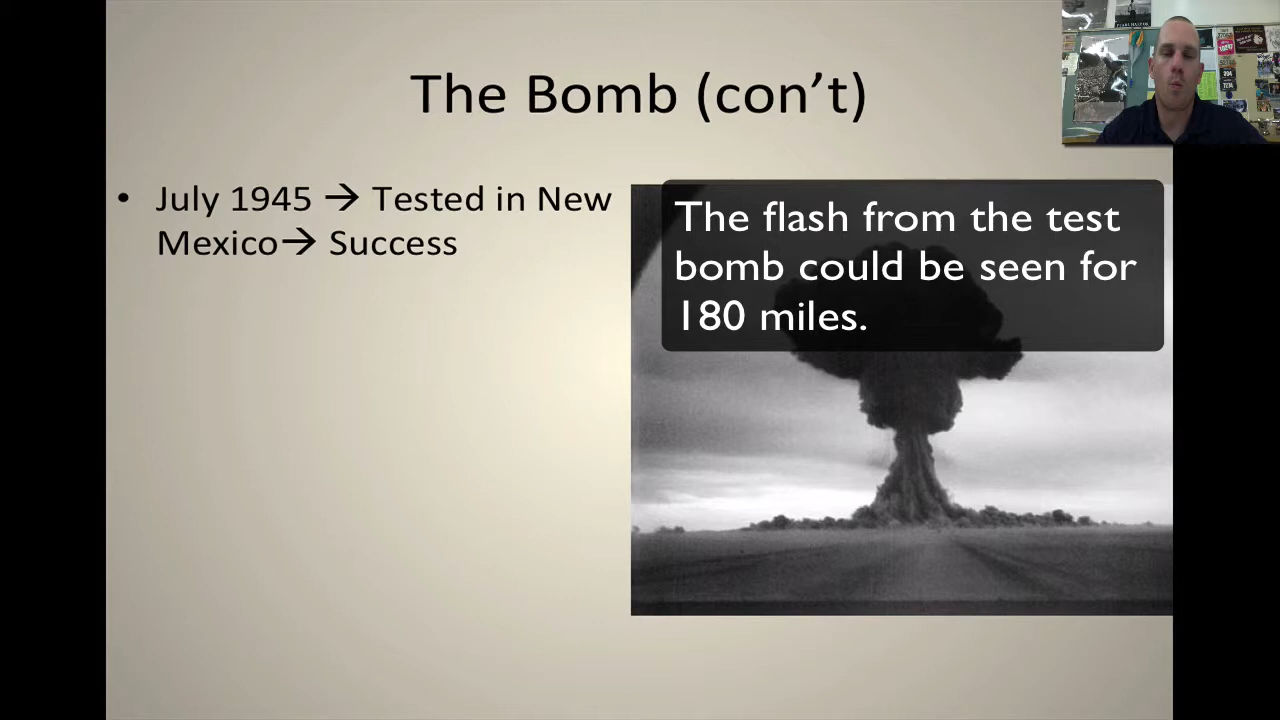 The Bomb (con’t)
• July 1945 → Tested in New
Mexico→ Success
The flash from the test
bomb could be seen for
180 miles.